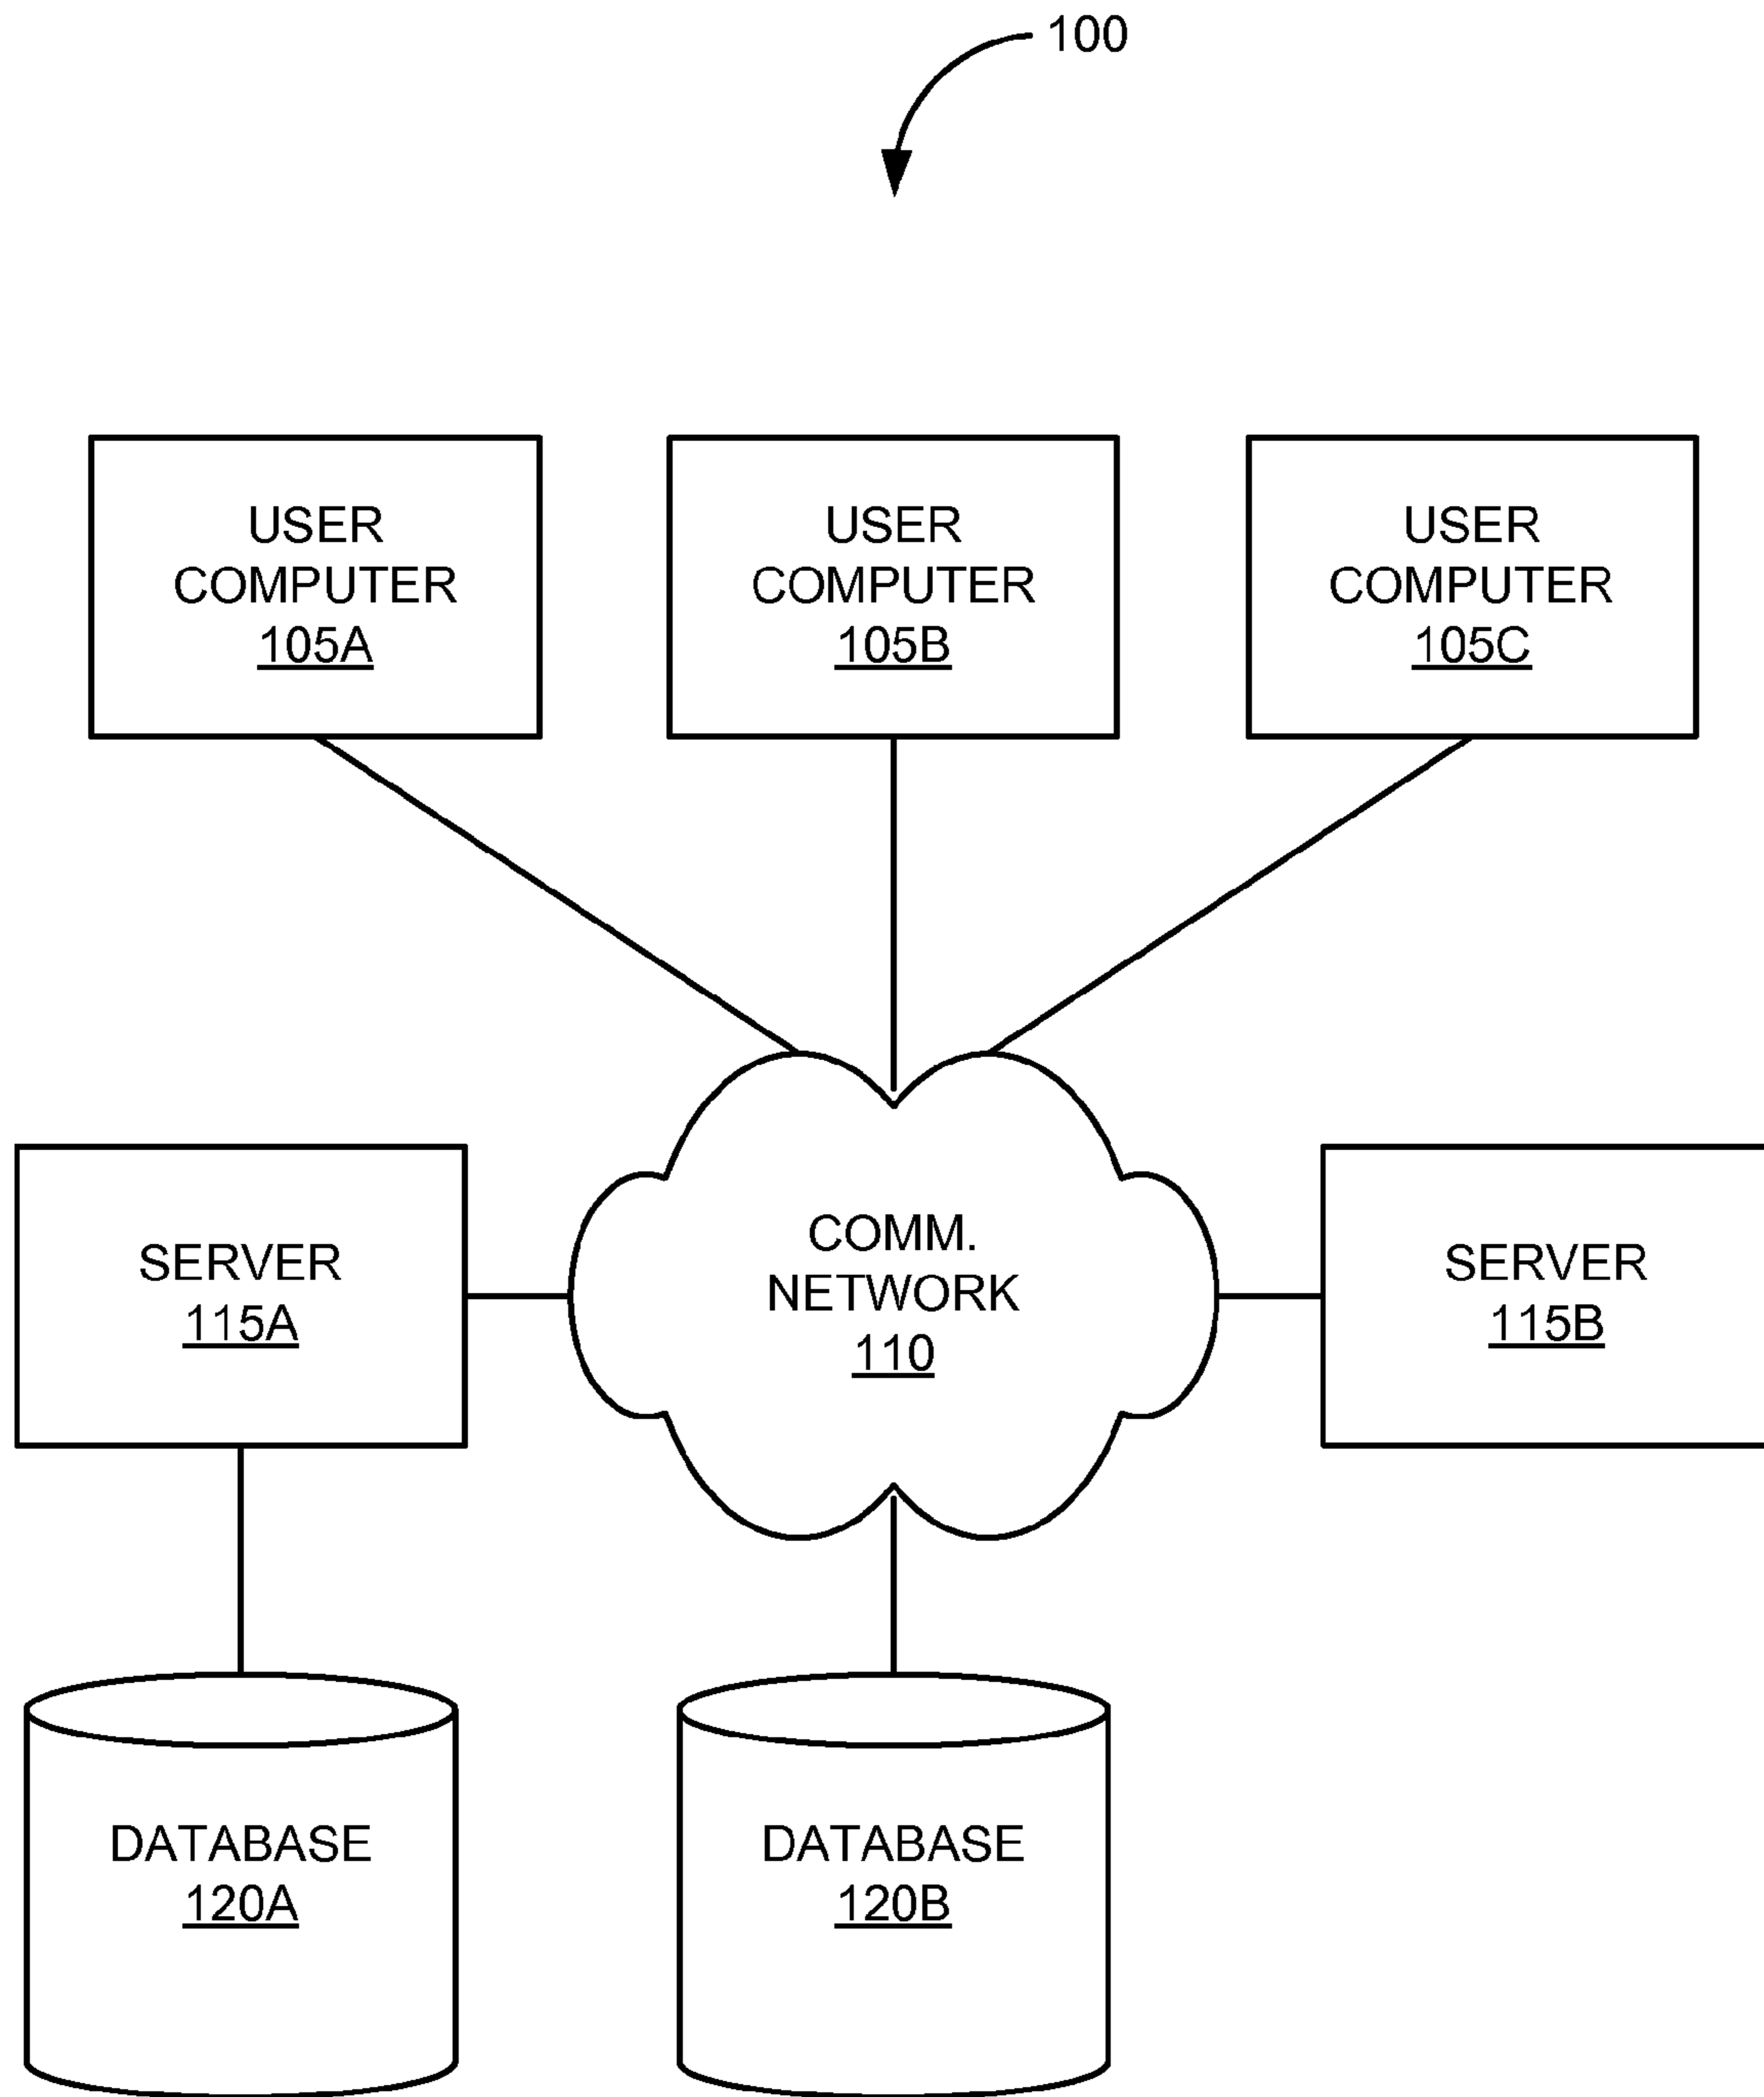 100
USER
COMPUTER
105A
USER
COMPUTER
105B
USER
COMPUTER
105C
SERVER
115A
COMM.
NETWORK
110
SERVER
115B
DATABASE
120A
DATABASE
120B